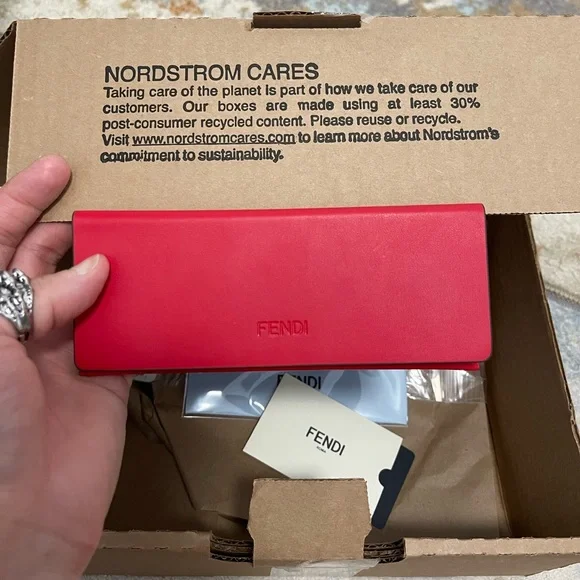 NORDSTROM CARES
Taking care of the planet is part of how we take care of our
customers. Our boxes are made using at least 30%
post-consumer recycled content. Please reuse or recycle.
Visit www.nordstromcares.com to learn more about Nordstrom's
commitment to sustainability.
FENDI
FENDI
FENDI
ROMA